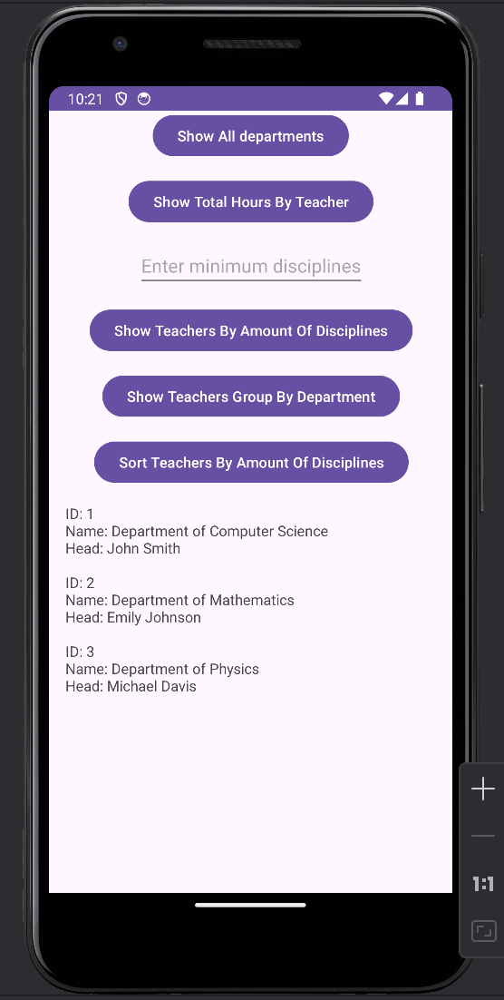 10:21
Show All departments
Show Total Hours By Teacher
Enter minimum disciplines
Show Teachers By Amount Of Disciplines
Show Teachers Group By Department
Sort Teachers By Amount Of Disciplines
ID: 1
Name: Department of Computer Science
Head: John Smith
ID: 2
Name: Department of Mathematics
Head: Emily Johnson
ID: 3
Name: Department of Physics
Head: Michael Davis
1:1